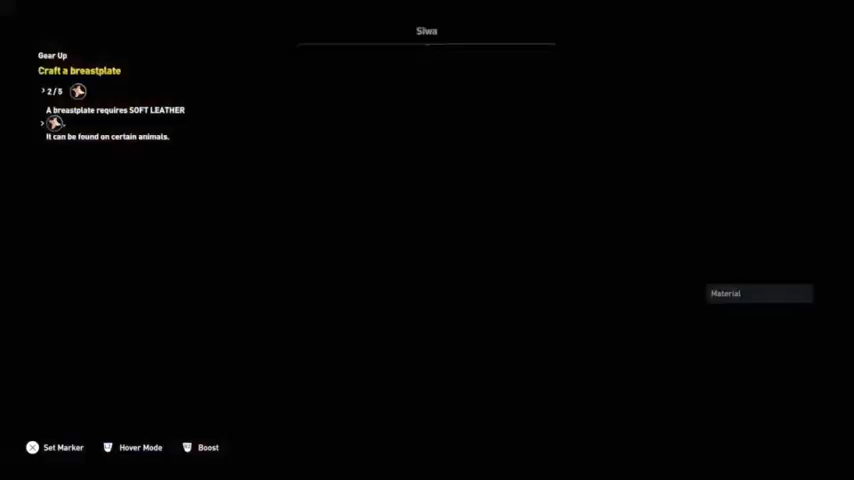 Siwa
Gear Up
Craft a breastplate
> 2/5
A breastplate requires SOFT LEATHER
> .
It can be found on certain animals.
Material
Set Marker
Hover Mode
Boost